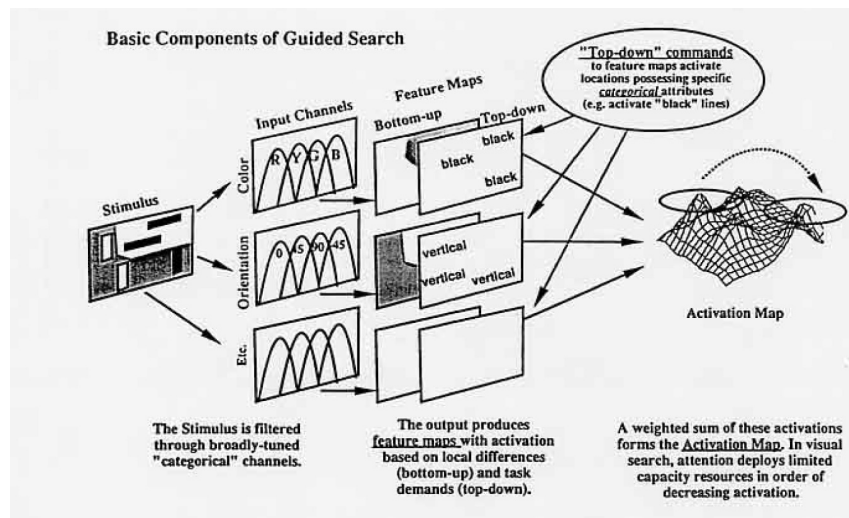 Basic Components of Guided Search
"Top-down" commands
to feature maps activate
locations possessing specific
categorical attributes
(e.g. activate "black" lines)
Feature Maps
Input Channels
Bottom-up
Top-down
Stimulus
Color
R Y G B
black
black
black
Orientation
0 45 90 -45
vertical
vertical
vertical
Etc.
Activation Map
The Stimulus is filtered
through broadly-tuned
"categorical" channels.
The output produces
feature maps with activation
based on local differences
(bottom-up) and task
demands (top-down).
A weighted sum of these activations
forms the Activation Map. In visual
search, attention deploys limited
capacity resources in order of
decreasing activation.